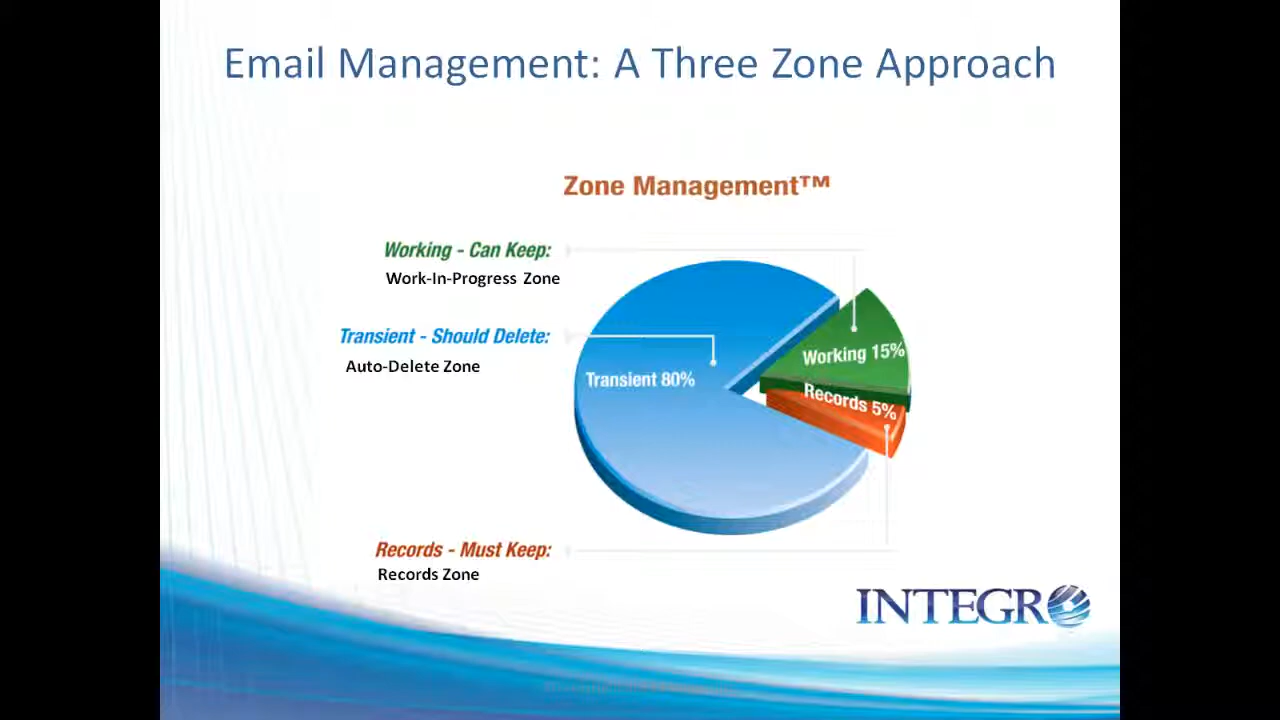 Email Management: A Three Zone Approach
Zone Management™
Working - Can Keep:
Work-In-Progress Zone
Transient - Should Delete:
Auto-Delete Zone
Working 15%
Transient 80%
Records 5%
Records - Must Keep:
Records Zone
INTEGRO